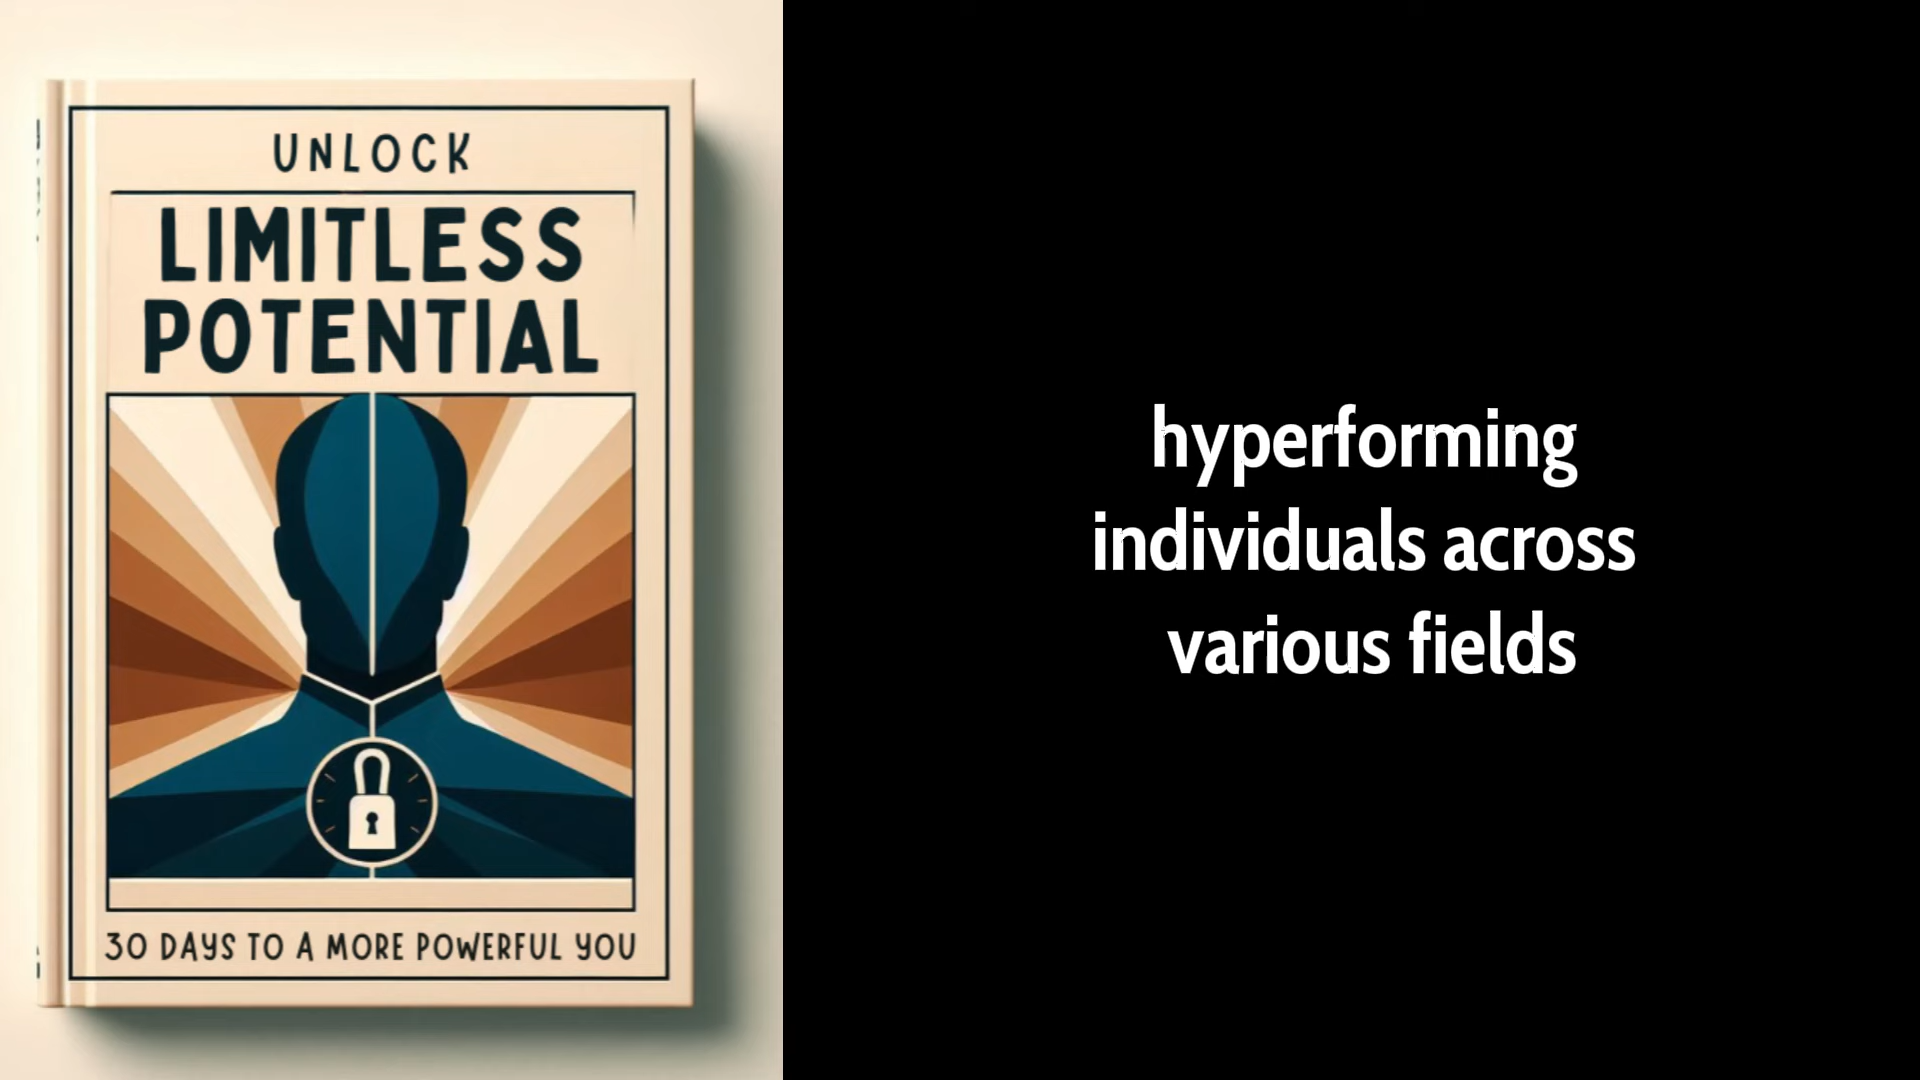 UNLOCK
LIMITLESS
POTENTIAL
30 DAYS TO A MORE POWERFUL YOU
hyperforming
individuals across
various fields